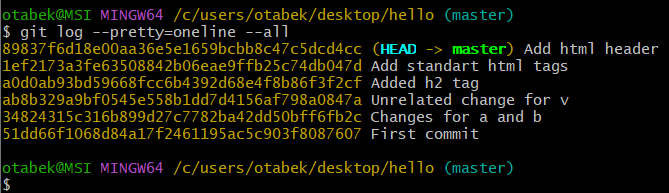 otabek@MSI MINGW64 /c/users/otabek/desktop/hello (master)
$ git log --pretty=oneline --all
89837f6d18e00aa36e5e1659bcbb8c47c5dcd4cc (HEAD -> master) Add html header
1ef2173a3fe63508842b06eae9ffb25c74db047d Add standart html tags
a0d0ab93bd59668fcc6b4392d68e4f8b86f3f2cf Added h2 tag
ab8b329a9bf0545e558b1dd7d4156af798a0847a Unrelated change for v
34824315c316b899d27c7782ba42dd50bff6fb2c Changes for a and b
51dd66f1068d84a17f2461195ac5c903f8087607 First commit
otabek@MSI MINGW64 /c/users/otabek/desktop/hello (master)
$